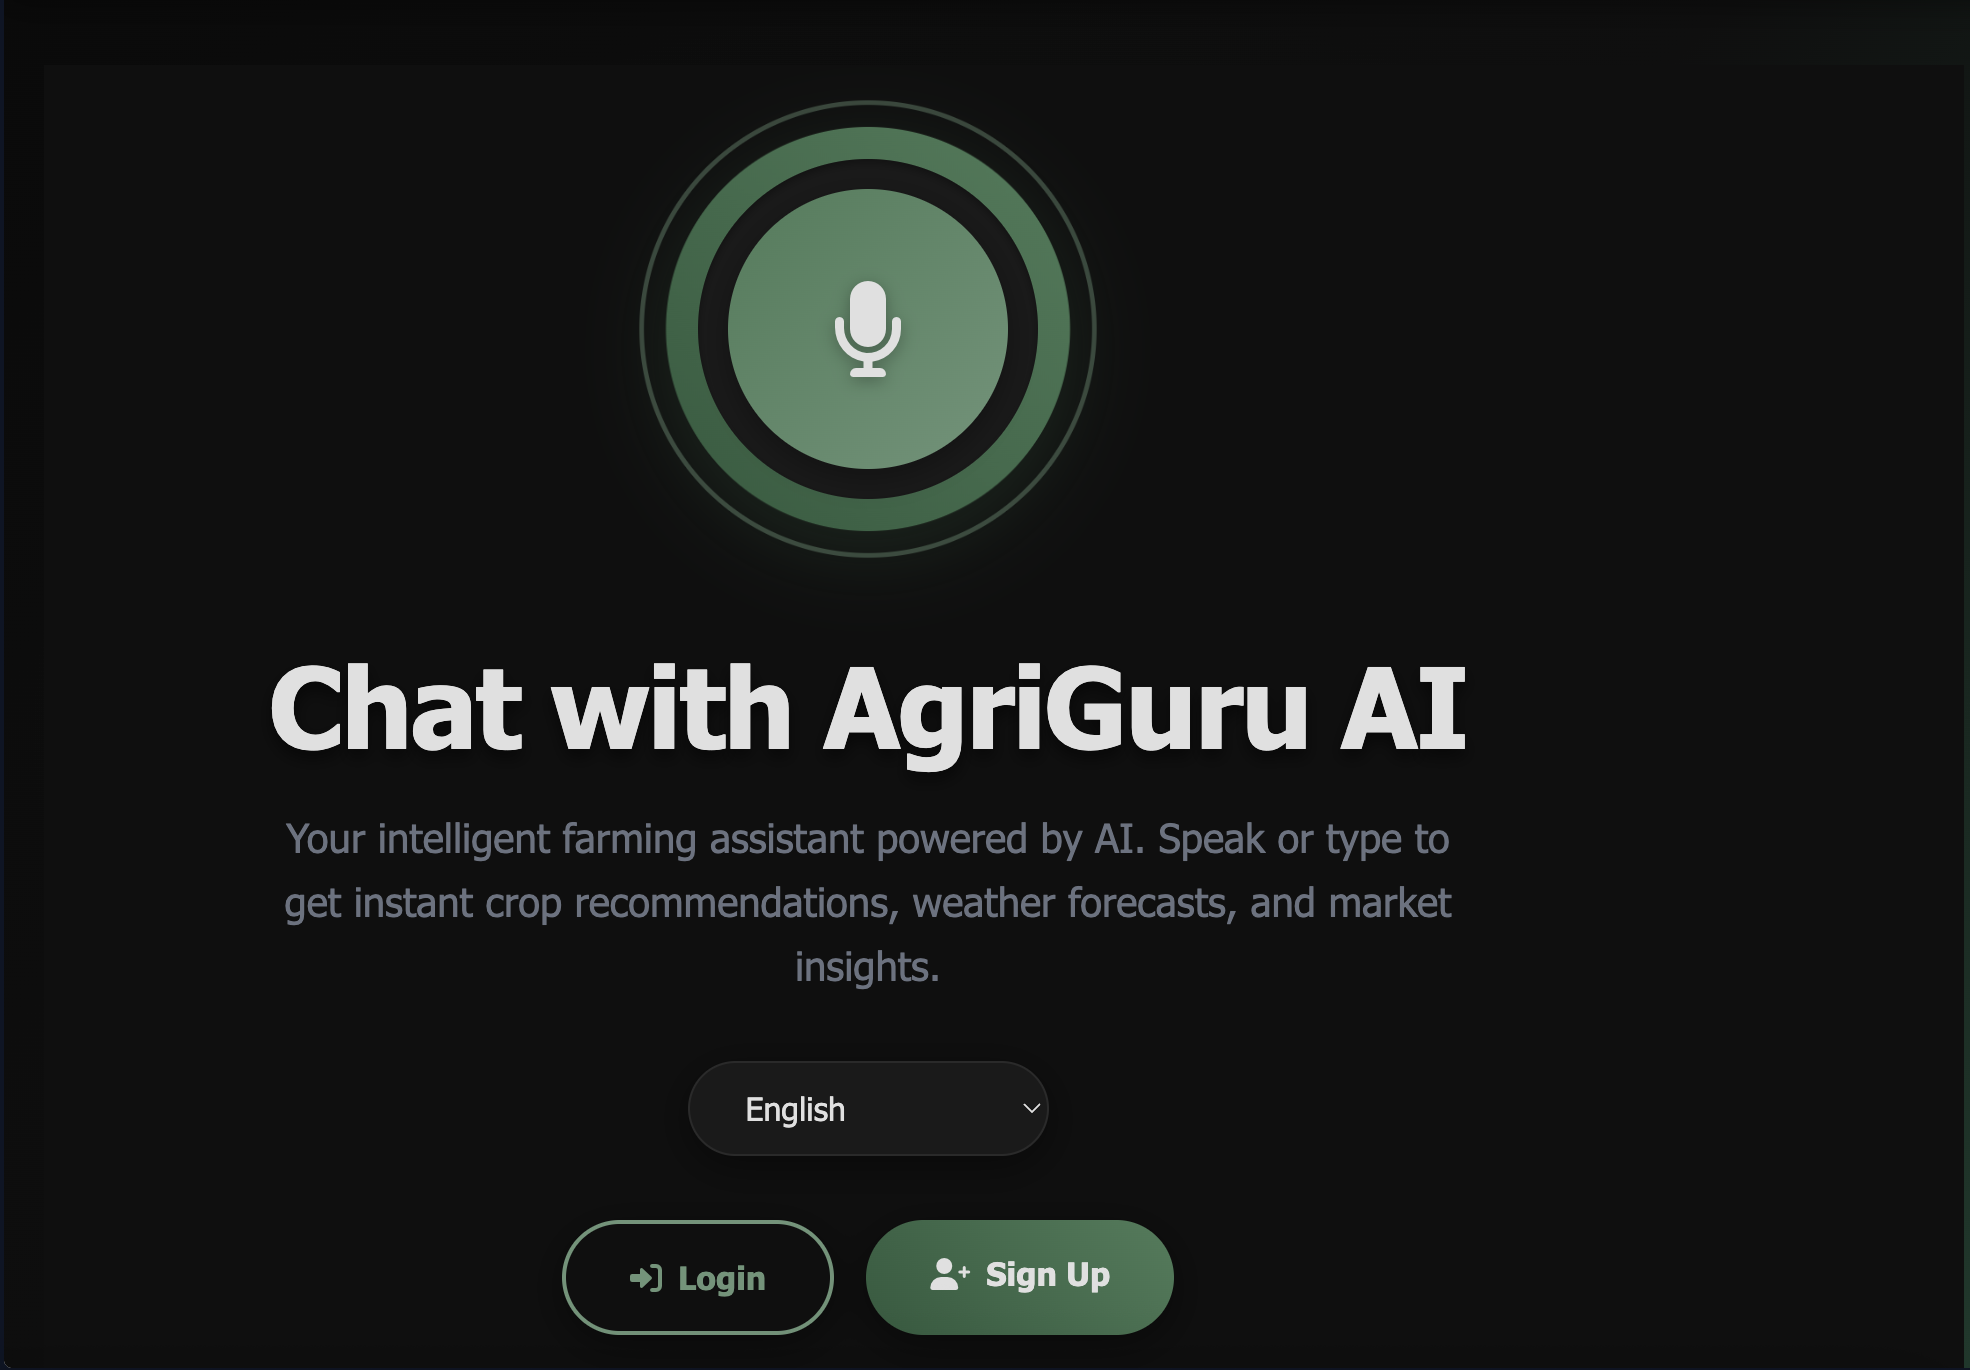 Chat with AgriGuru AI
Your intelligent farming assistant powered by AI. Speak or type to
get instant crop recommendations, weather forecasts, and market
insights.
English
Login
Sign Up